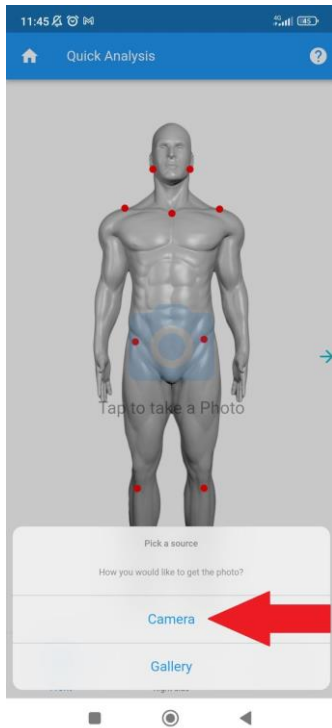 11:45
45
Quick Analysis
Tap to take a Photo
Pick a source
How you would like to get the photo?
Camera
Gallery